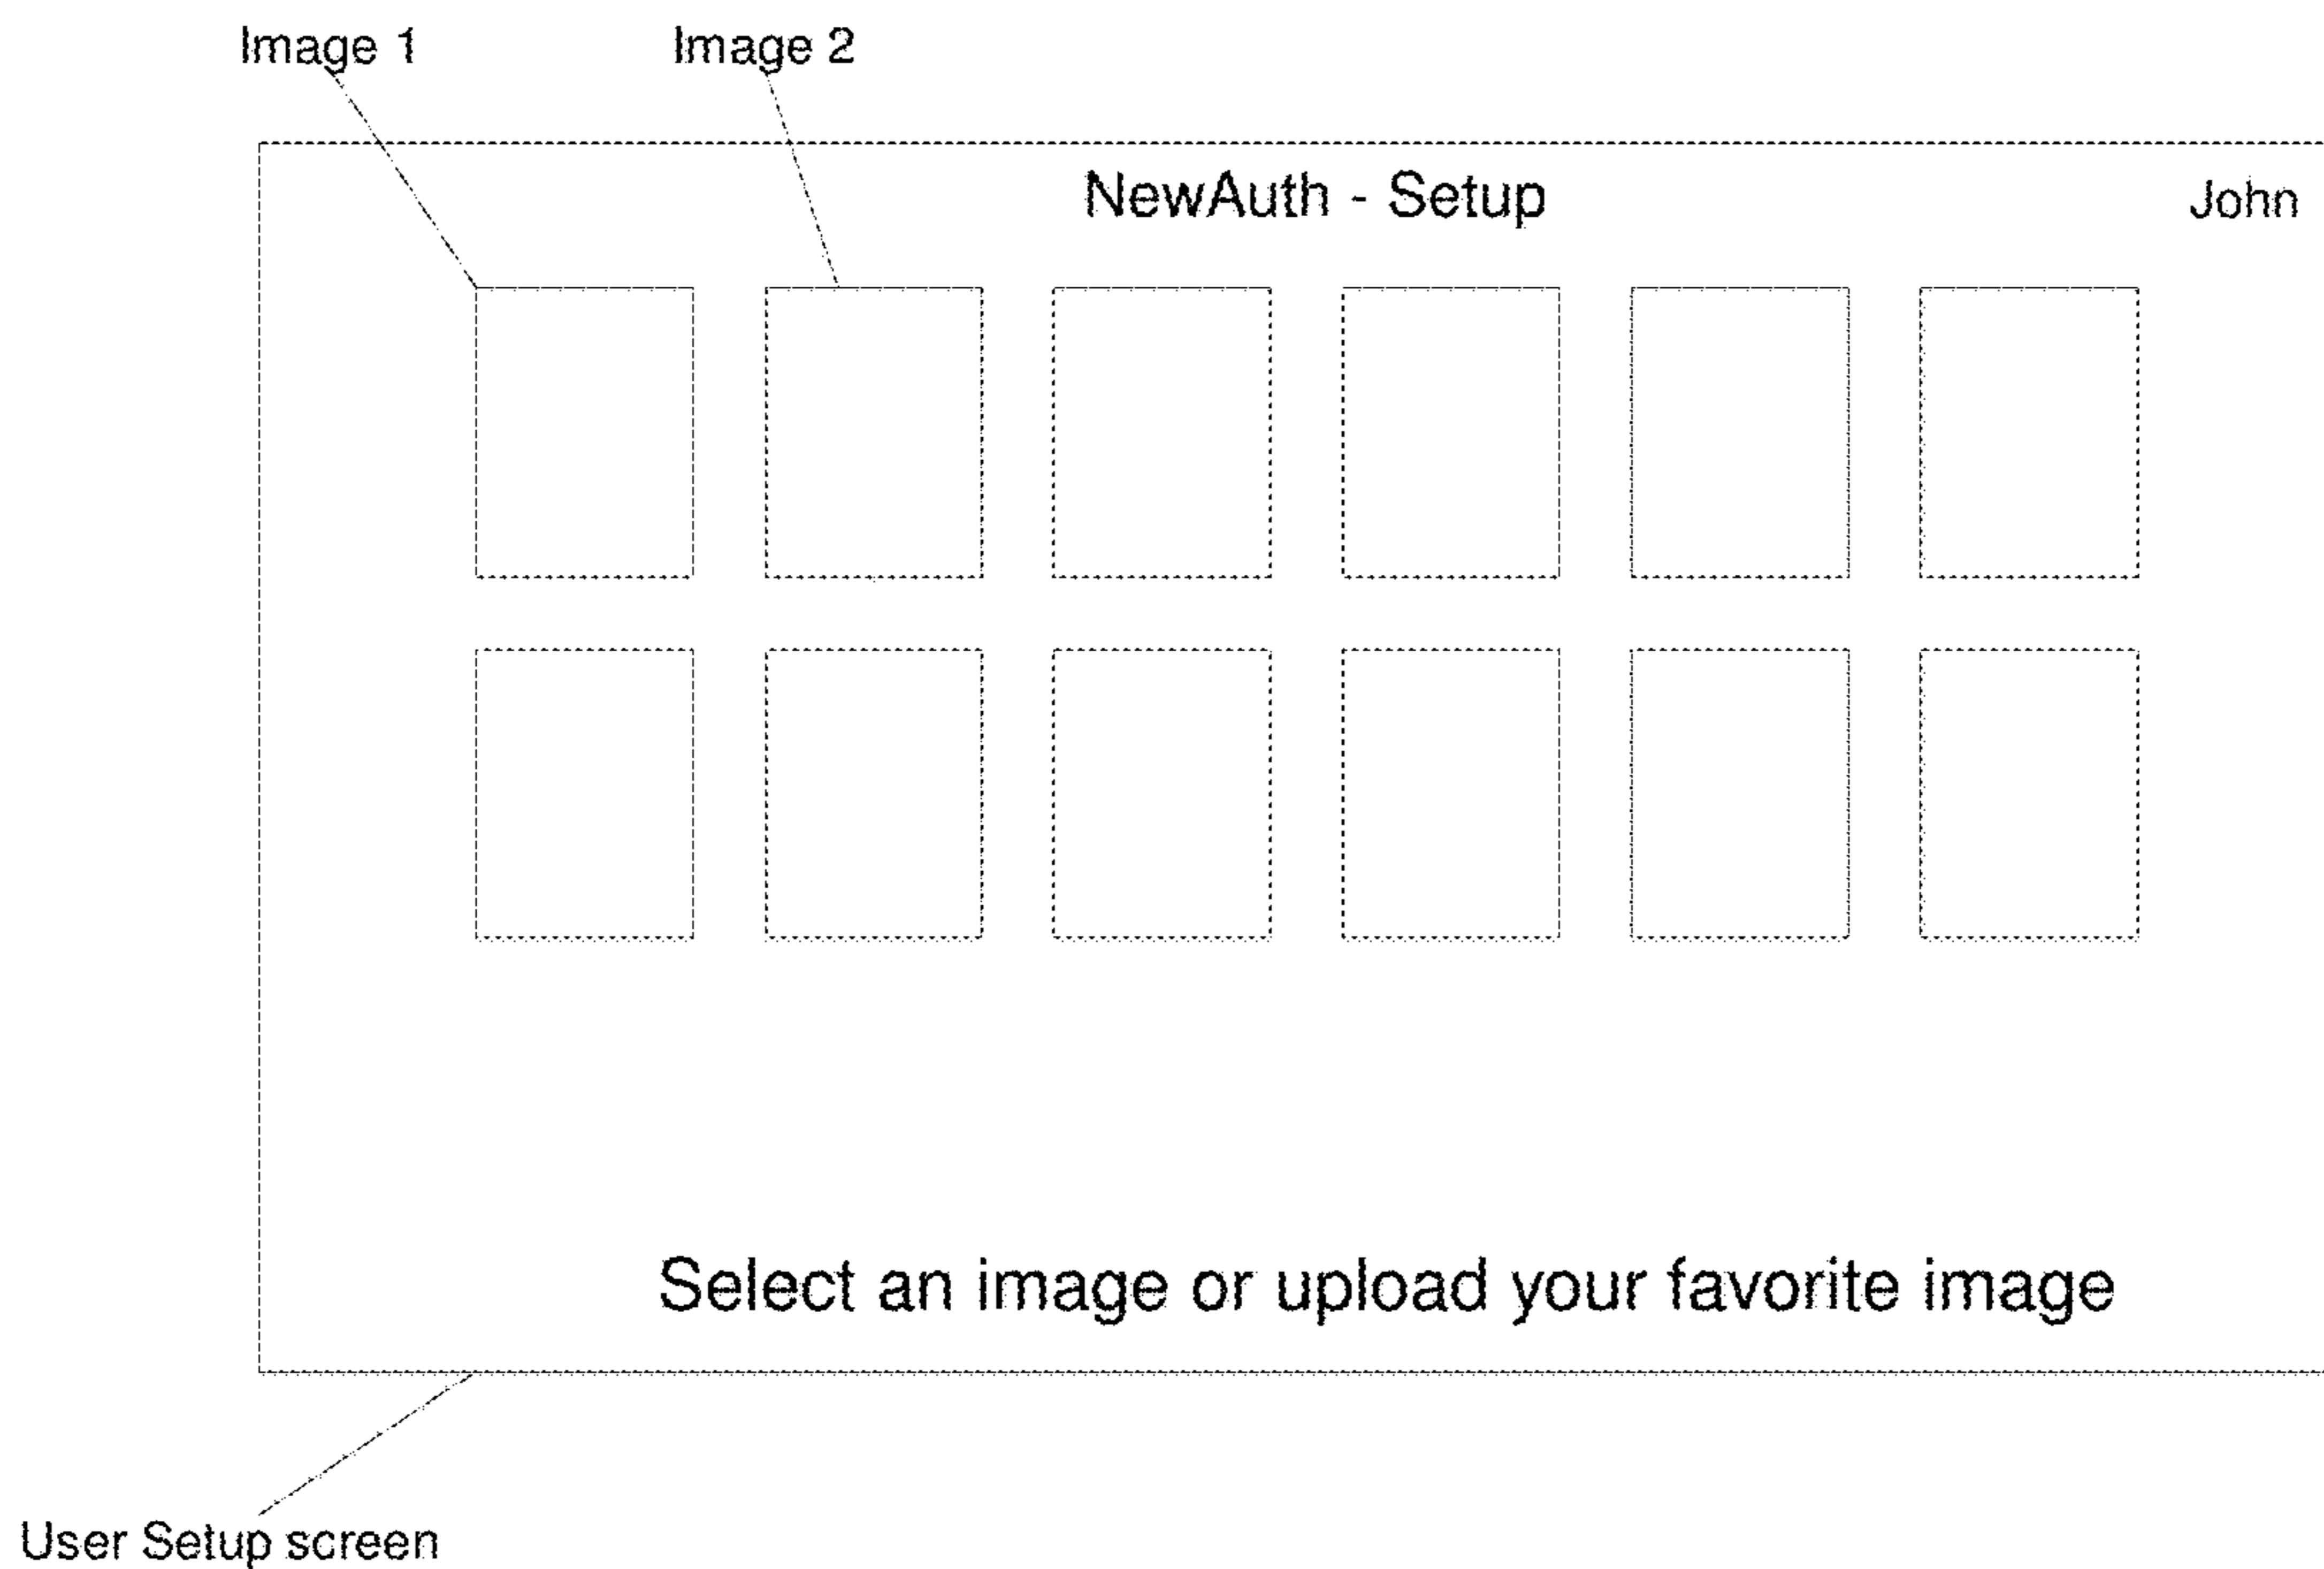 Image 1 Image 2
NewAuth - Setup John
Select an image or upload your favorite image
User Setup screen